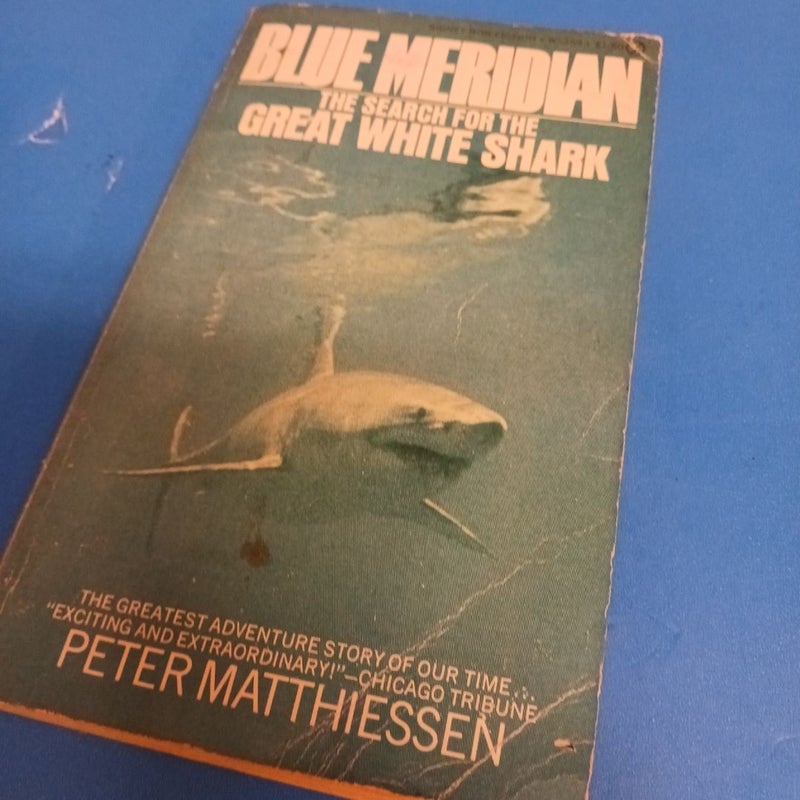 BLUE MERIDIAN
THE SEARCH FOR THE
GREAT WHITE SHARK
THE GREATEST ADVENTURE STORY OF OUR TIME...
"EXCITING AND EXTRAORDINARY!"—CHICAGO TRIBUNE
PETER MATTHIESSEN